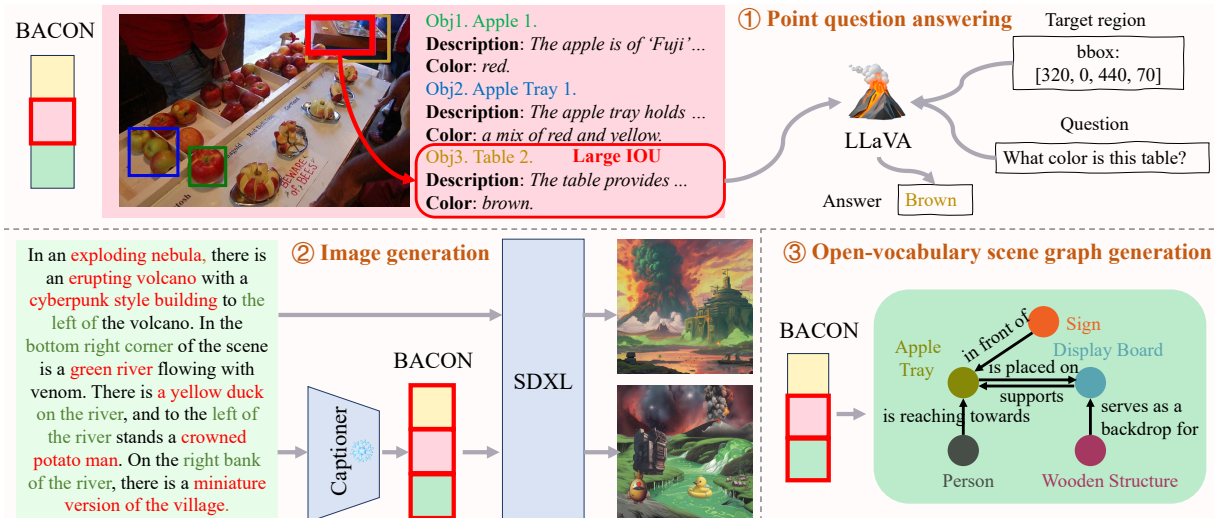 BACON
Obj1. Apple 1.
Description: The apple is of ‘Fuji’…
Color: red.
Obj2. Apple Tray 1.
Description: The apple tray holds …
Color: a mix of red and yellow.
Obj3. Table 2. Large IOU
Description: The table provides …
Color: brown.
BEWARE
of BEES
① Point question answering
Target region
bbox:
[320, 0, 440, 70]
LLaVA
Question
What color is this table?
Answer
Brown
In an exploding nebula, there is
an erupting volcano with a
cyberpunk style building to the
left of the volcano. In the
bottom right corner of the scene
is a green river flowing with
venom. There is a yellow duck
on the river, and to the left of
the river stands a crowned
potato man. On the right bank
of the river, there is a miniature
version of the village.
② Image generation
Captioner
BACON
SDXL
③ Open-vocabulary scene graph generation
BACON
Sign
in front of
Apple
Tray
Display Board
is placed on
supports
is reaching towards
serves as a
backdrop for
Person
Wooden Structure